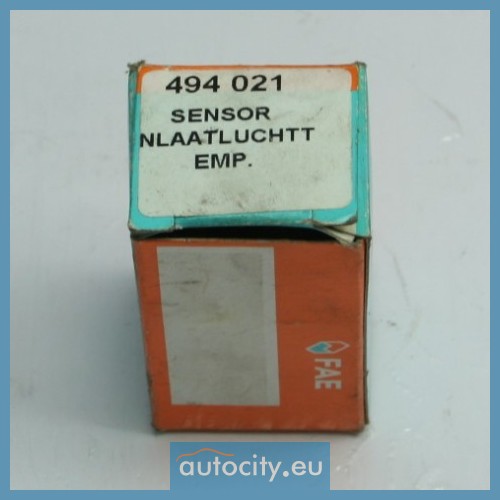 494 021
SENSOR
NLAATLUCHTT
EMP.
FAE
autocity.eu